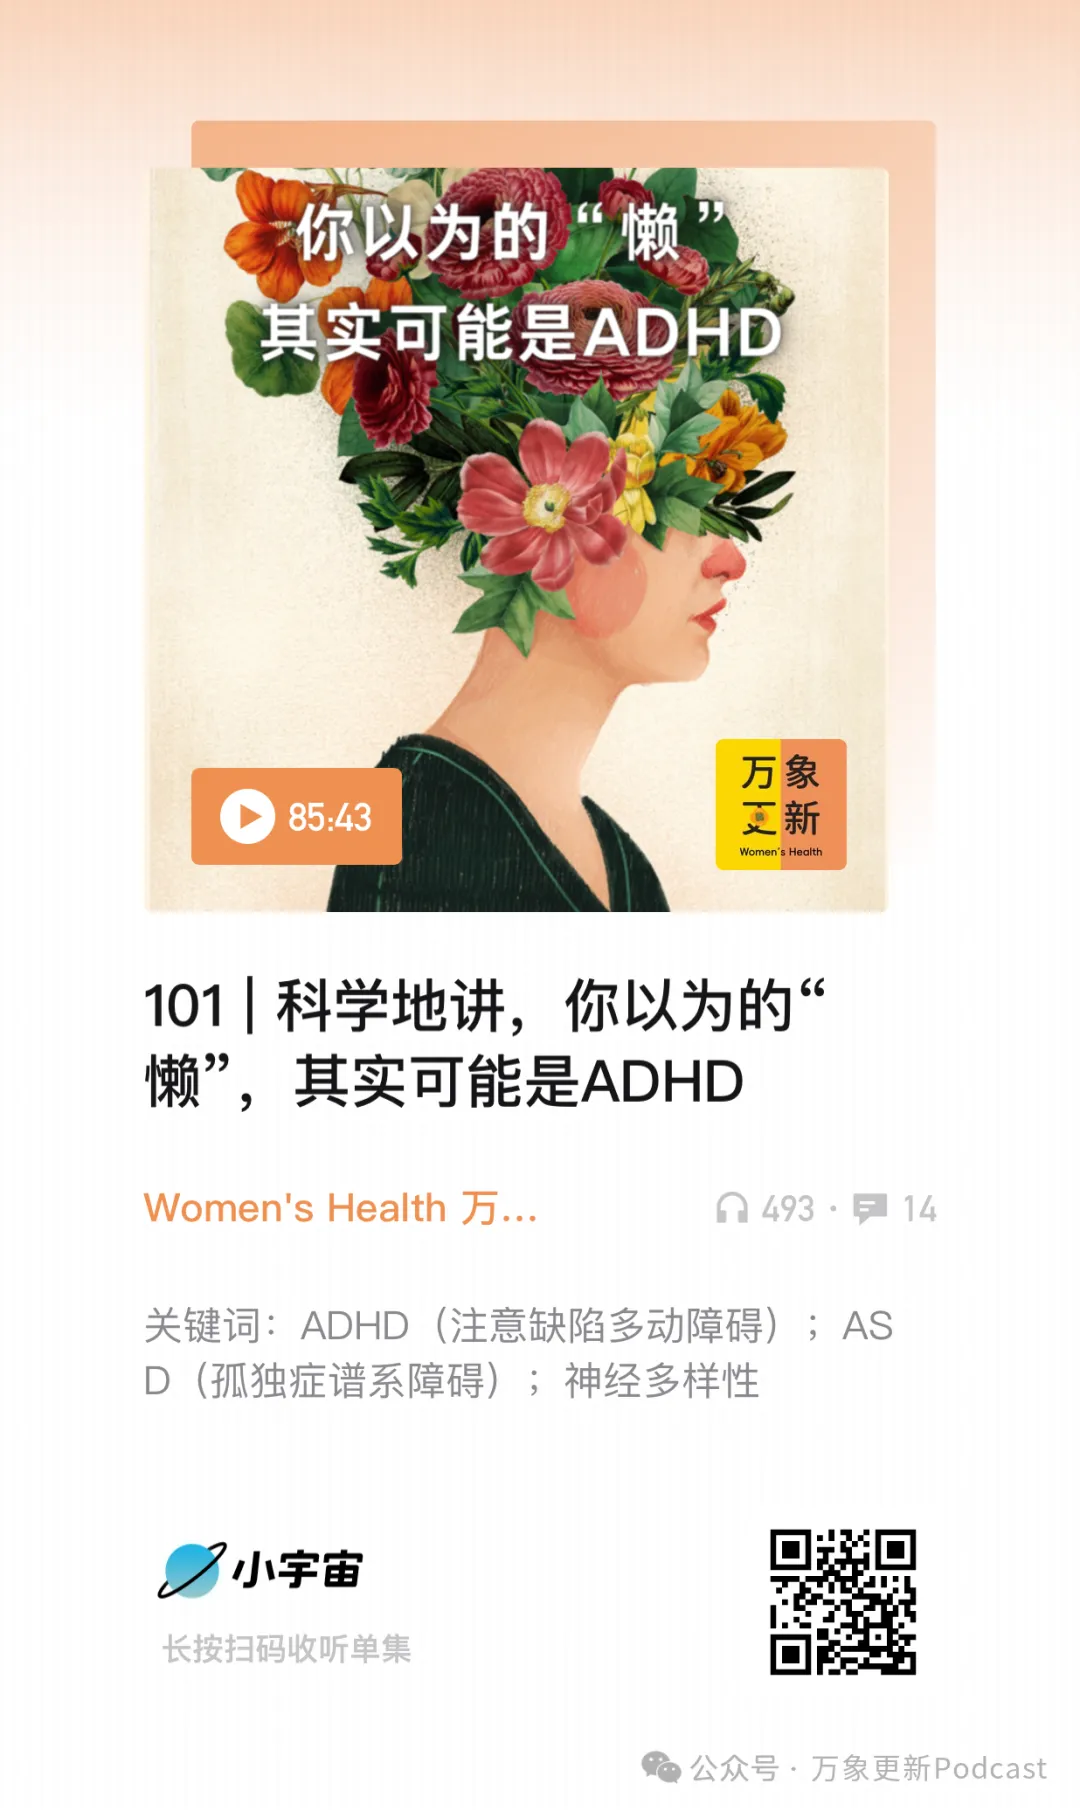 你以为的“懒”
其实可能是ADHD
85:43
万象
更新
Women's Health
101 | 科学地讲，你以为的“
懒”，其实可能是ADHD
Women's Health 万...
493 · 14
关键词：ADHD（注意缺陷多动障碍）；AS
D（孤独症谱系障碍）；神经多样性
小宇宙
长按扫码收听单集
公众号 · 万象更新Podcast